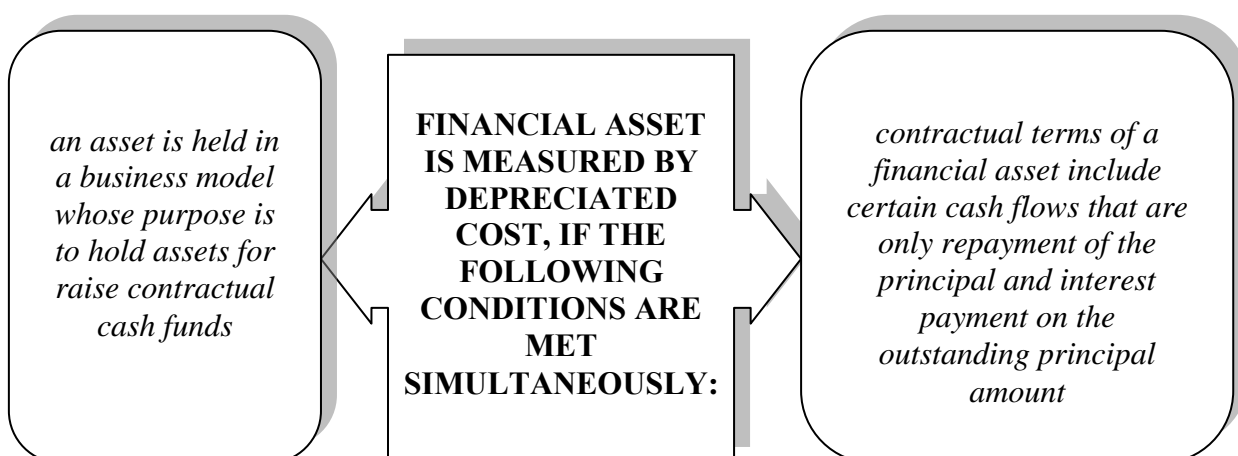 an asset is held in
a business model
whose purpose is
to hold assets for
raise contractual
cash funds
FINANCIAL ASSET
IS MEASURED BY
DEPRECIATED
COST, IF THE
FOLLOWING
CONDITIONS ARE
MET
SIMULTANEOUSLY:
contractual terms of a
financial asset include
certain cash flows that are
only repayment of the
principal and interest
payment on the
outstanding principal
amount